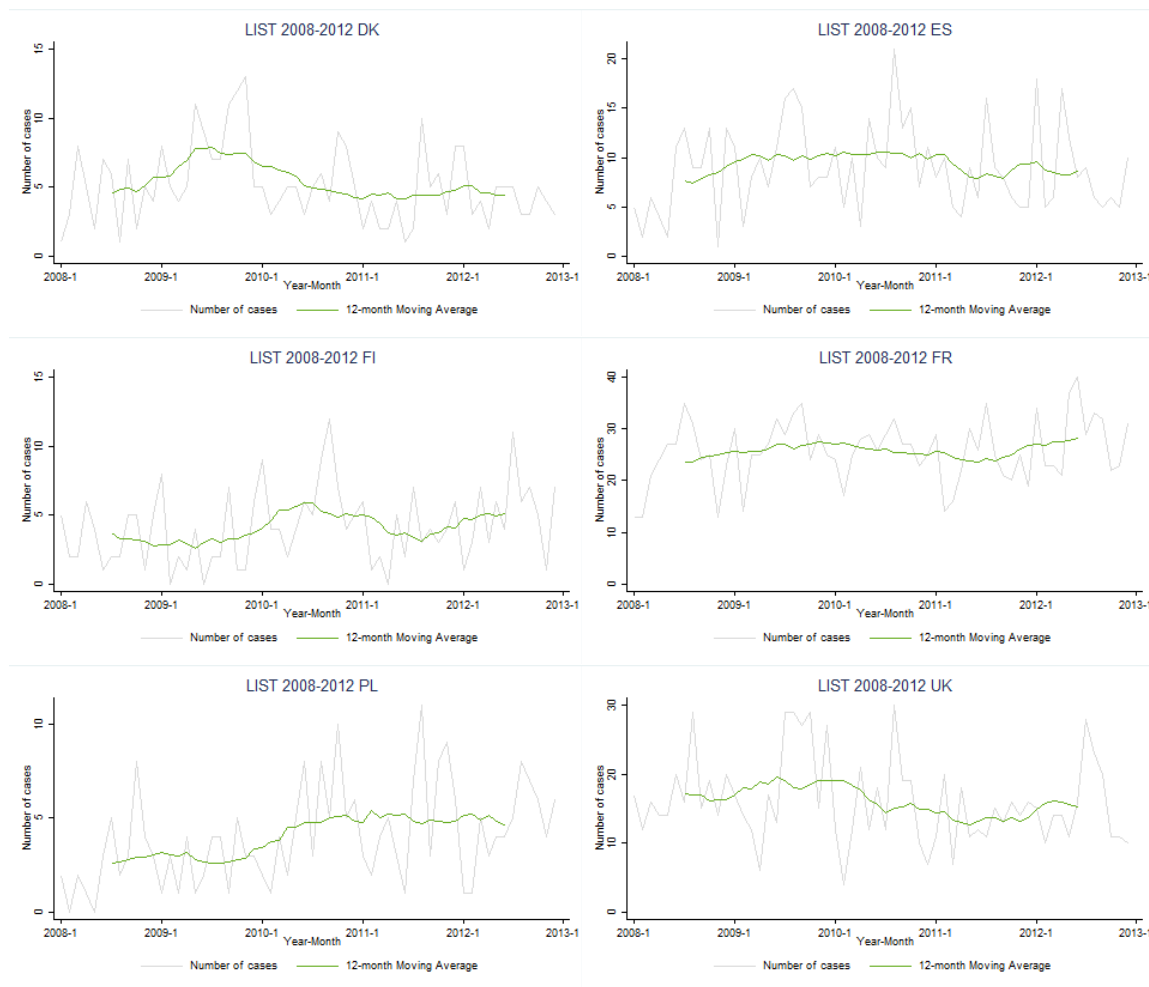 LIST 2008-2012 DK
Number of cases
15
10
5
0
2008-1 2009-1 2010-1 2011-1 2012-1 2013-1
Year-Month
Number of cases 12-month Moving Average
LIST 2008-2012 ES
Number of cases
20
15
10
5
0
2008-1 2009-1 2010-1 2011-1 2012-1 2013-1
Year-Month
Number of cases 12-month Moving Average
LIST 2008-2012 FI
Number of cases
15
10
5
0
2008-1 2009-1 2010-1 2011-1 2012-1 2013-1
Year-Month
Number of cases 12-month Moving Average
LIST 2008-2012 FR
Number of cases
40
30
20
10
0
2008-1 2009-1 2010-1 2011-1 2012-1 2013-1
Year-Month
Number of cases 12-month Moving Average
LIST 2008-2012 PL
Number of cases
10
5
0
2008-1 2009-1 2010-1 2011-1 2012-1 2013-1
Year-Month
Number of cases 12-month Moving Average
LIST 2008-2012 UK
Number of cases
30
20
10
0
2008-1 2009-1 2010-1 2011-1 2012-1 2013-1
Year-Month
Number of cases 12-month Moving Average